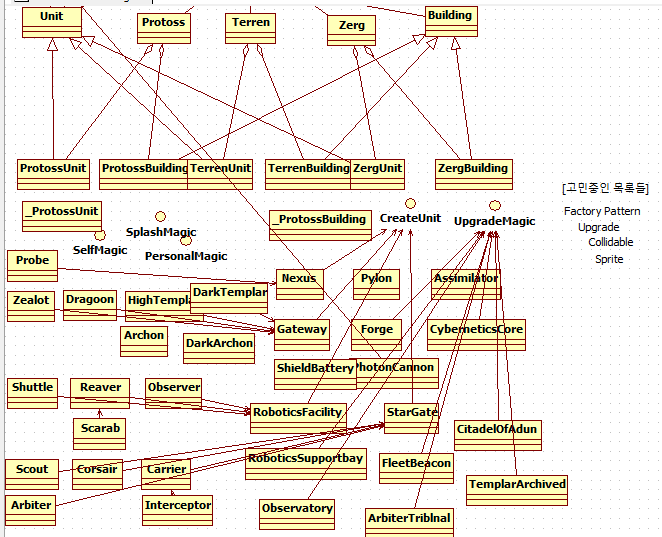 Unit
Protoss
Terren
Zerg
Building
ProtossUnit
ProtossBuilding
TerrenUnit
TerrenBuilding
ZergUnit
ZergBuilding
[고민중인 목록들]
Factory Pattern
Upgrade
Collidable
Sprite
_ProtossUnit
SplashMagic
SelfMagic
PersonalMagic
_ProtossBuilding
CreateUnit
UpgradeMagic
Probe
Nexus
Pylon
Assimilator
Zealot
Dragoon
HighTempla
DarkTemplar
Gateway
Forge
CyberneticsCore
Archon
DarkArchon
ShieldBattery
PhotonCannon
Shuttle
Reaver
Observer
RoboticsFacility
StarGate
Scarab
CitadelOfAdun
Scout
Corsair
Carrier
RoboticsSupportbay
FleetBeacon
TemplarArchived
Arbiter
Interceptor
Observatory
ArbiterTriblnal